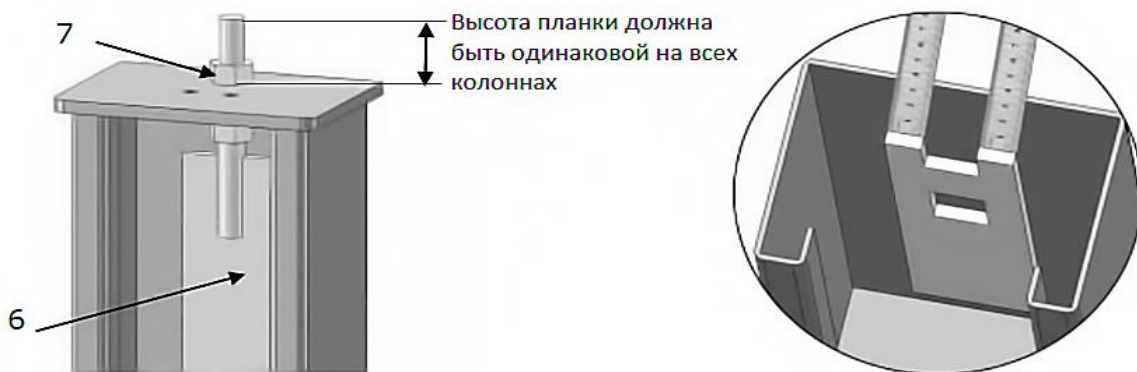 7
Высота планки должна
быть одинаковой на всех
колоннах
6